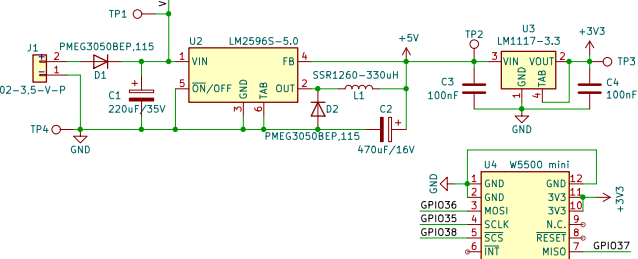 V
TP1
J1
2
1
02-3,5-V-P
PMEG3050BEP,115
D1
C1
220uF/35V
TP4
GND
U2
LM2596S-5.0
1
VIN
5
ON/OFF
GND
TAB
3
6
FB
4
OUT
2
SSR1260-330uH
L1
D2
PMEG3050BEP,115
C2
470uF/16V
+5V
TP2
C3
100nF
U3
LM1117-3.3
3
VIN
VOUT
2
GND
TAB
1
4
GND
+3V3
TP3
C4
100nF
U4
W5500 mini
GND
1
GND
2
GND
GPIO36
3
MOSI
GPIO35
4
SCLK
GPIO38
5
SCS
6
INT
GND
12
3V3
11
3V3
10
N.C.
9
RESET
8
MISO
7
GPIO37
+3V3